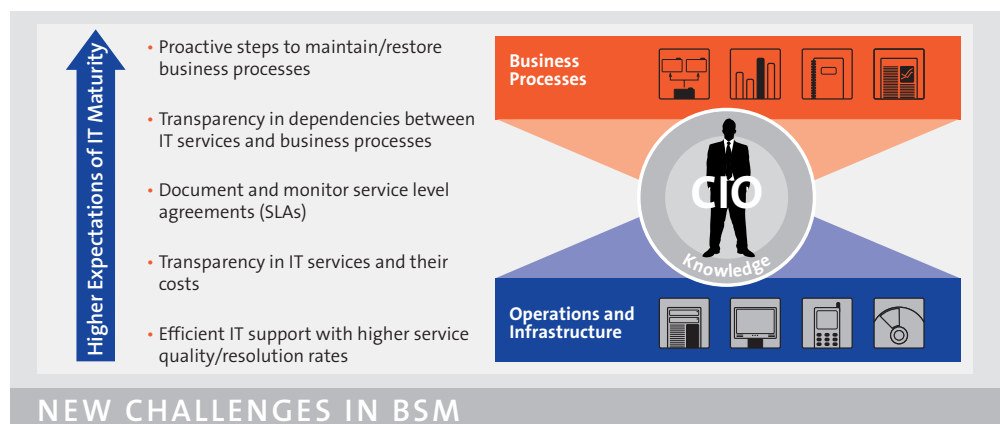 Higher Expectations of IT Maturity
• Proactive steps to maintain/restore
business processes
• Transparency in dependencies between
IT services and business processes
• Document and monitor service level
agreements (SLAs)
• Transparency in IT services and their
costs
• Efficient IT support with higher service
quality/resolution rates
Business
Processes
CIO
Knowledge
Operations and
Infrastructure
NEW CHALLENGES IN BSM